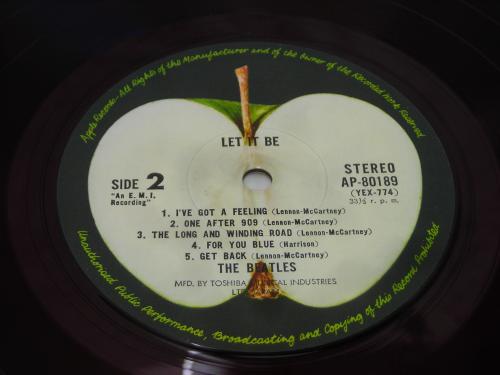 Apple Records - All Rights of the Manufacturer and of the Owner of the Recorded Work Reserved
LET IT BE
SIDE 2
"An E.M.I. Recording"
STEREO
AP-80189
(YEX-774)
33⅓ r.p.m.
1. I'VE GOT A FEELING (Lennon-McCartney)
2. ONE AFTER 909 (Lennon-McCartney)
3. THE LONG AND WINDING ROAD (Lennon-McCartney)
4. FOR YOU BLUE (Harrison)
5. GET BACK (Lennon-McCartney)
THE BEATLES
MFD. BY TOSHIBA INDUSTRIES
Unauthorized Public Performance, Broadcasting and Copying of this Record Prohibited